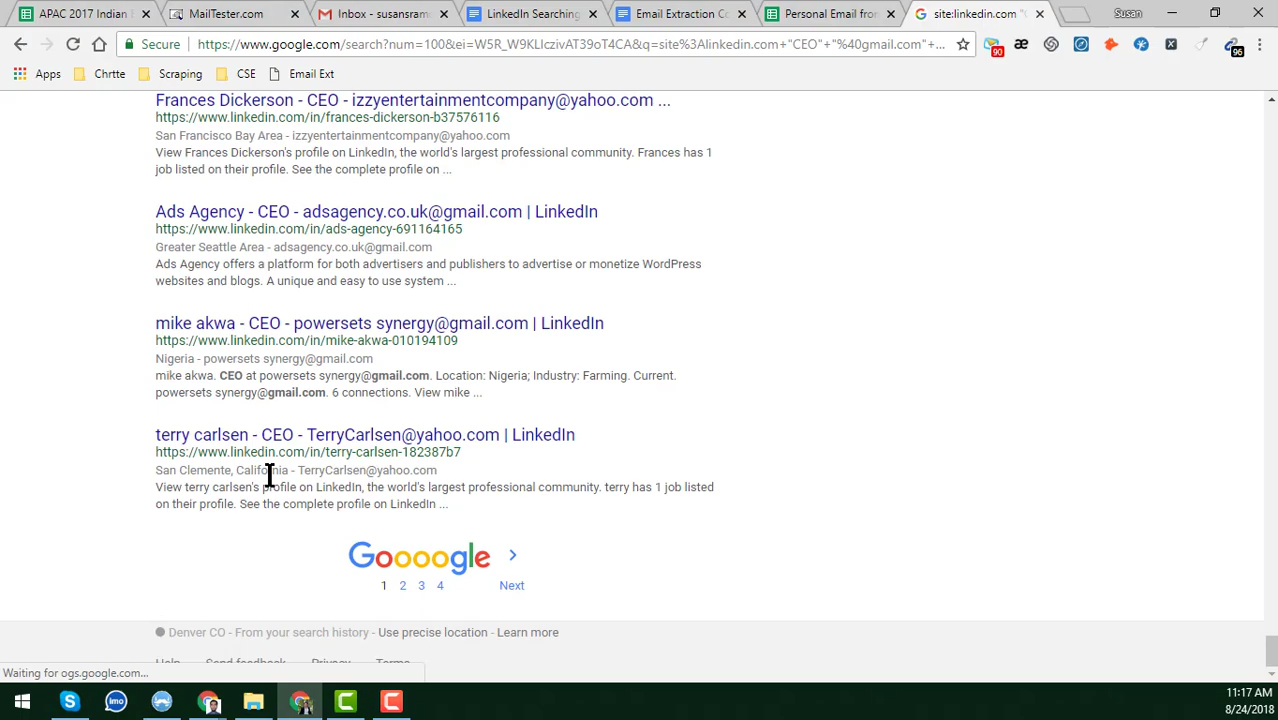 APAC 2017 Indian E
MailTester.com
Inbox - susansrams
LinkedIn Searching
Email Extraction Co
Personal Email from
site:linkedin.com "
Susan
Secure
https://www.google.com/search?num=100&ei=W5R_W9KLIczivAT39oT4CA&q=site%3Alinkedin.com+"CEO"+"%40gmail.com"+...
90
96
Apps
Chrtte
Scraping
CSE
Email Ext
Frances Dickerson - CEO - izzyentertainmentcompany@yahoo.com ...
https://www.linkedin.com/in/frances-dickerson-b37576116
San Francisco Bay Area - izzyentertainmentcompany@yahoo.com
View Frances Dickerson's profile on LinkedIn, the world's largest professional community. Frances has 1
job listed on their profile. See the complete profile on ...
Ads Agency - CEO - adsagency.co.uk@gmail.com | LinkedIn
https://www.linkedin.com/in/ads-agency-691164165
Greater Seattle Area - adsagency.co.uk@gmail.com
Ads Agency offers a platform for both advertisers and publishers to advertise or monetize WordPress
websites and blogs. A unique and easy to use system ...
mike akwa - CEO - powersets synergy@gmail.com | LinkedIn
https://www.linkedin.com/in/mike-akwa-010194109
Nigeria - powersets synergy@gmail.com
mike akwa. CEO at powersets synergy@gmail.com. Location: Nigeria; Industry: Farming. Current.
powersets synergy@gmail.com. 6 connections. View mike ...
terry carlsen - CEO - TerryCarlsen@yahoo.com | LinkedIn
https://www.linkedin.com/in/terry-carlsen-182387b7
San Clemente, California - TerryCarlsen@yahoo.com
View terry carlsen's profile on LinkedIn, the world's largest professional community. terry has 1 job listed
on their profile. See the complete profile on LinkedIn ...
Goooogle
1 2 3 4 Next
Denver CO - From your search history - Use precise location - Learn more
Help Send feedback Privacy Terms
Waiting for ogs.google.com...
11:17 AM
8/24/2018